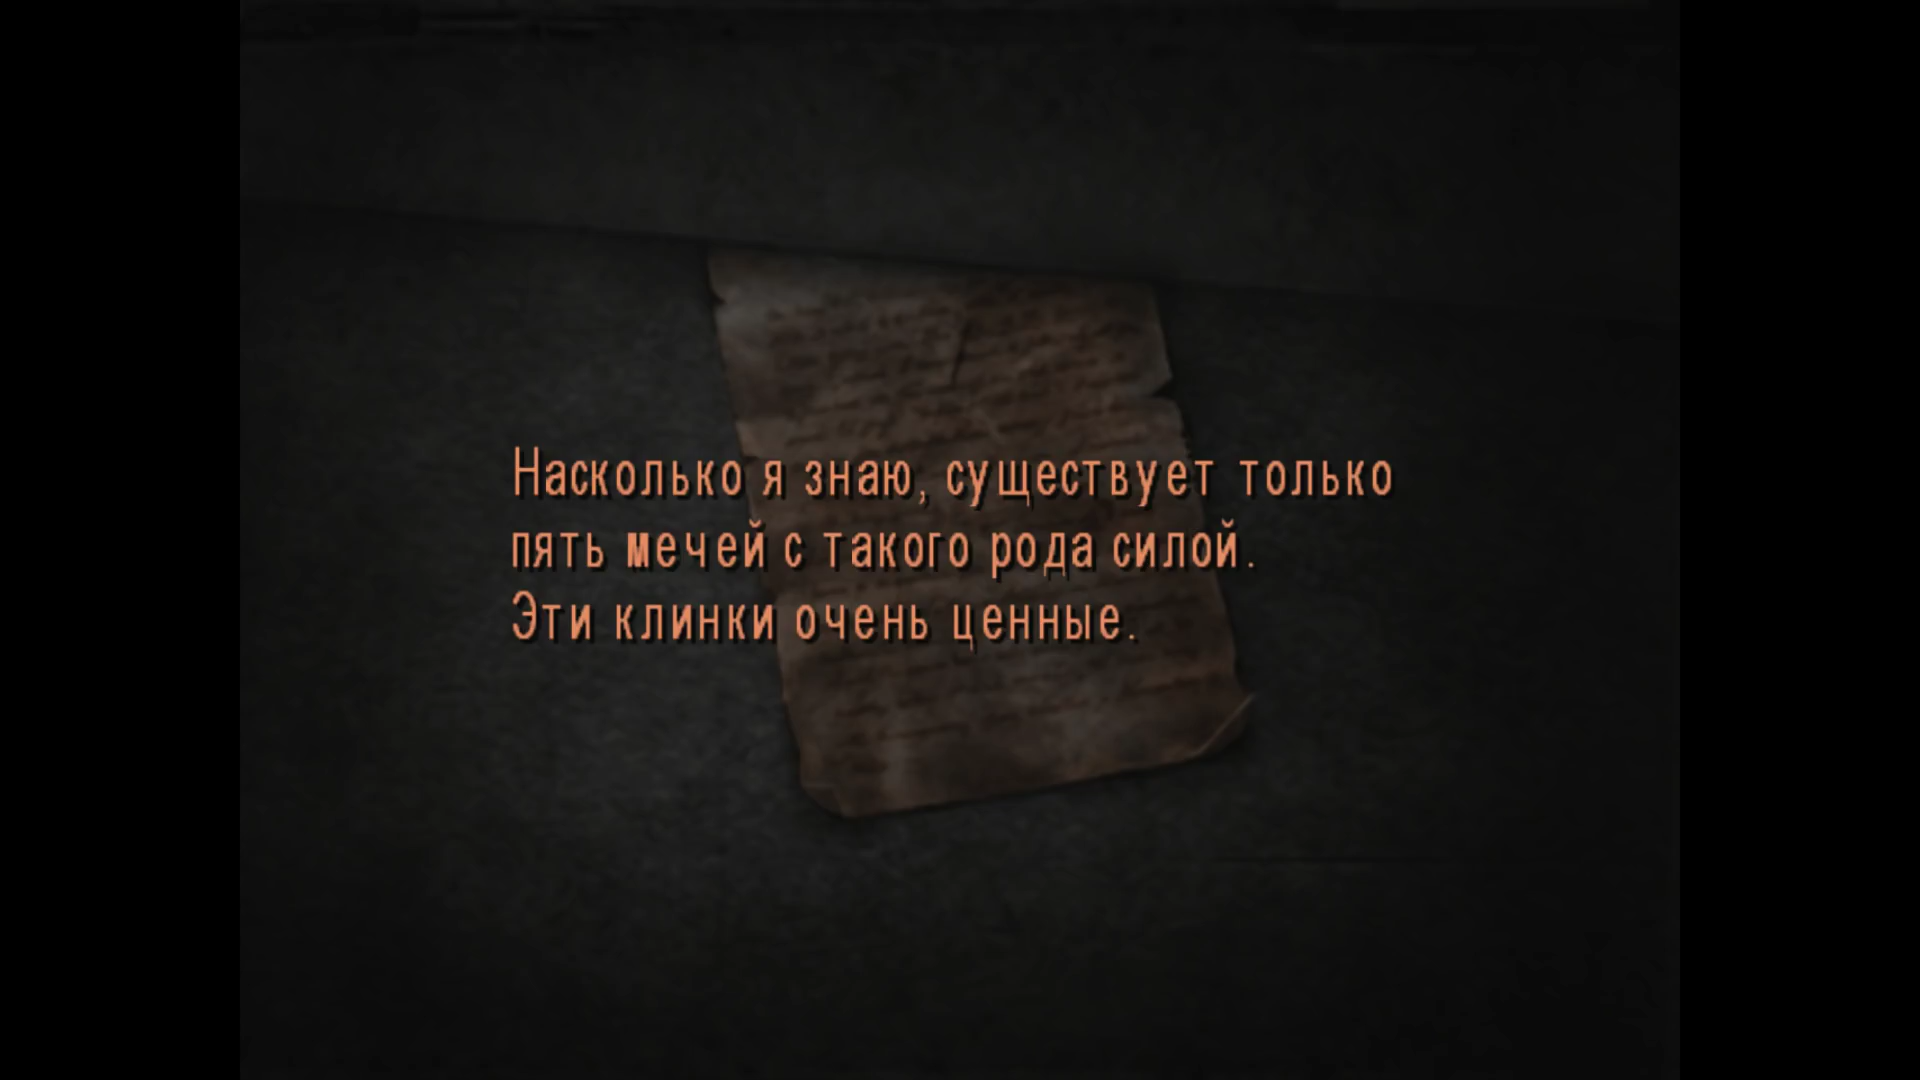 Насколько я знаю, существует только
пять мечей с такого рода силой.
Эти клинки очень ценные.